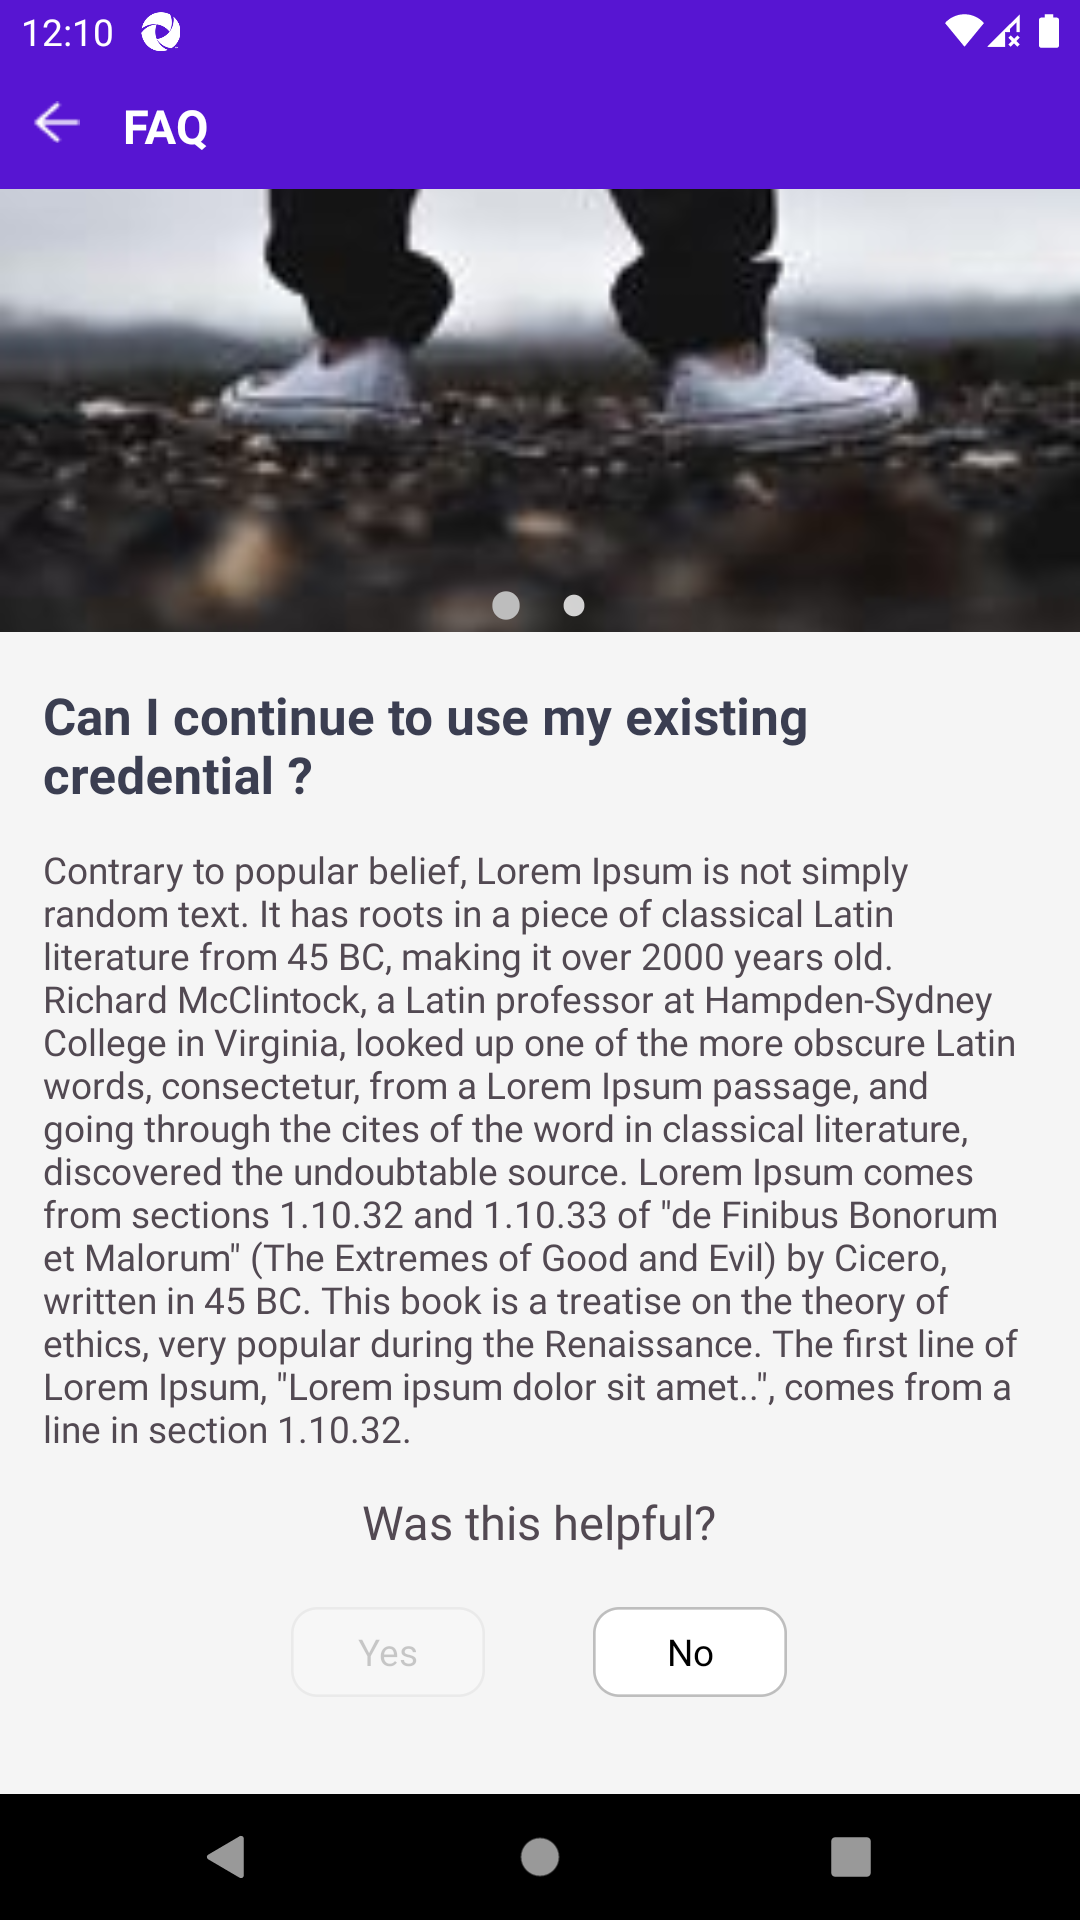 12:10
FAQ
Can I continue to use my existing
credential ?
Contrary to popular belief, Lorem Ipsum is not simply
random text. It has roots in a piece of classical Latin
literature from 45 BC, making it over 2000 years old.
Richard McClintock, a Latin professor at Hampden-Sydney
College in Virginia, looked up one of the more obscure Latin
words, consectetur, from a Lorem Ipsum passage, and
going through the cites of the word in classical literature,
discovered the undoubtable source. Lorem Ipsum comes
from sections 1.10.32 and 1.10.33 of "de Finibus Bonorum
et Malorum" (The Extremes of Good and Evil) by Cicero,
written in 45 BC. This book is a treatise on the theory of
ethics, very popular during the Renaissance. The first line of
Lorem Ipsum, "Lorem ipsum dolor sit amet..", comes from a
line in section 1.10.32.
Was this helpful?
Yes No